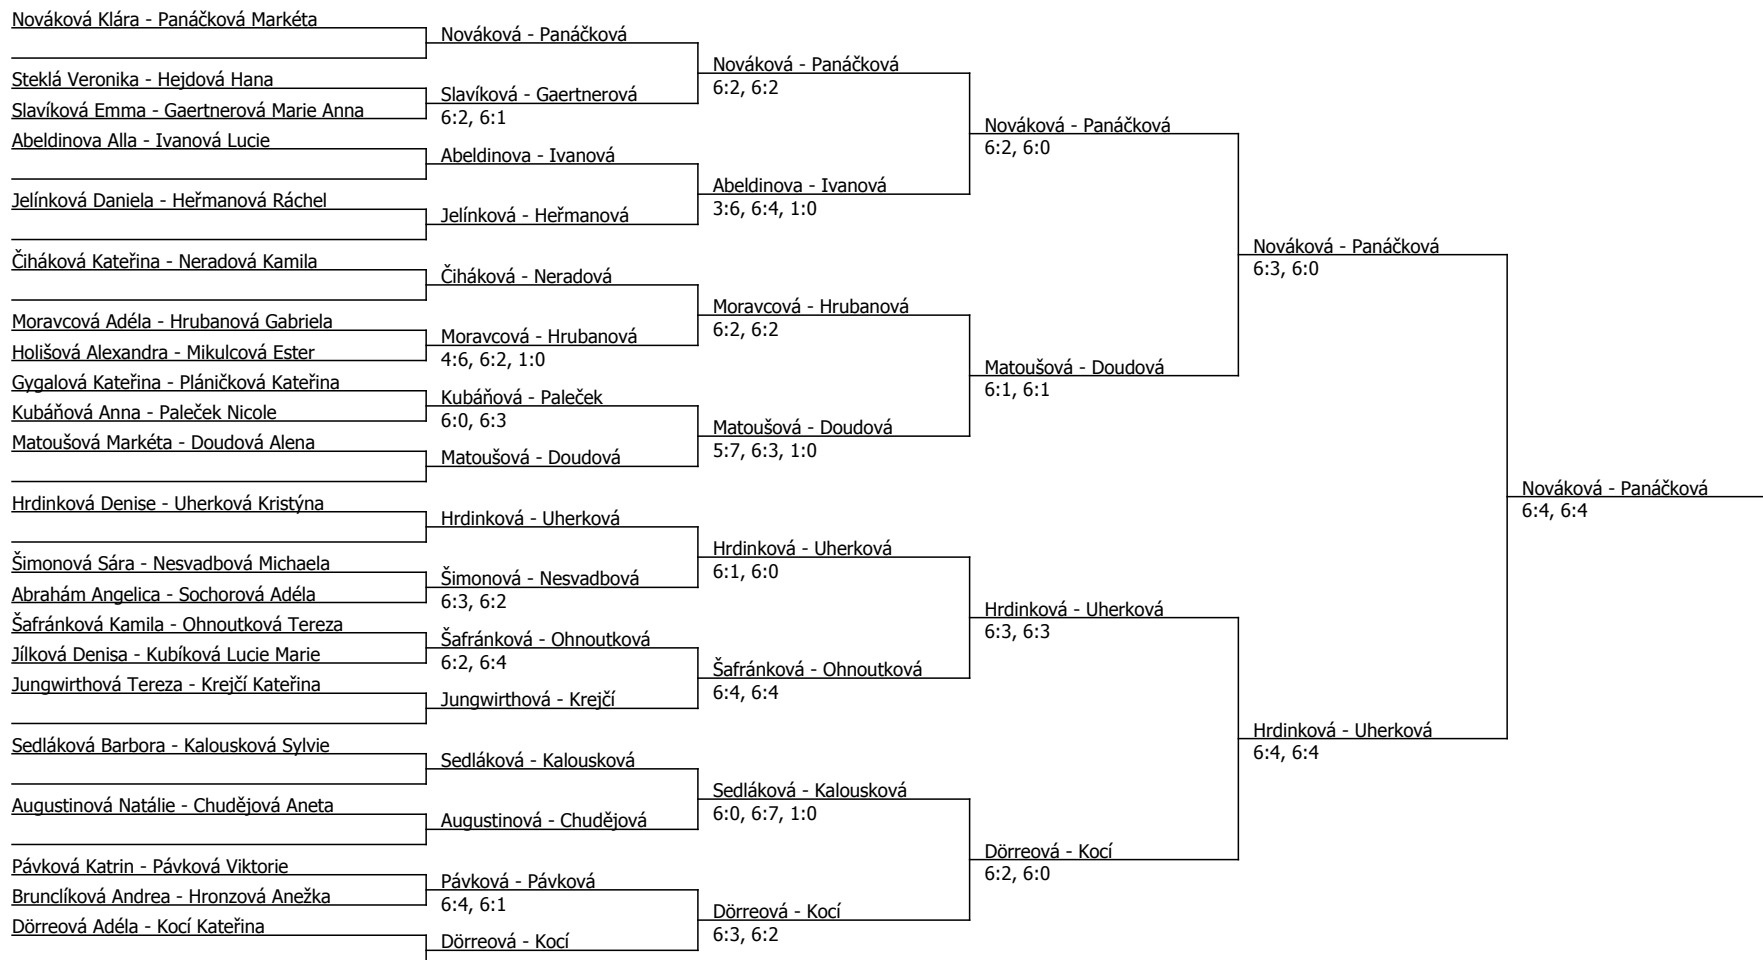 Nováková Klára - Panáčková Markéta
Steklá Veronika - Hejdová Hana
Slavíková Emma - Gaertnerová Marie Anna
Abeldinova Alla - Ivanová Lucie
Jelínková Daniela - Heřmanová Ráchel
Čiháková Kateřina - Neradová Kamila
Moravcová Adéla - Hrubanová Gabriela
Holišová Alexandra - Mikulcová Ester
Gygalová Kateřina - Pláničková Kateřina
Kubáňová Anna - Paleček Nicole
Matoušová Markéta - Doudová Alena
Hrdinková Denise - Uherková Kristýna
Šimonová Sára - Nesvadbová Michaela
Abrahám Angelica - Sochorová Adéla
Šafránková Kamila - Ohnoutková Tereza
Jílková Denisa - Kubíková Lucie Marie
Jungwirthová Tereza - Krejčí Kateřina
Sedláková Barbora - Kalousková Sylvie
Augustinová Natálie - Chudějová Aneta
Pávková Katrin - Pávková Viktorie
Brunclíková Andrea - Hronzová Anežka
Dörreová Adéla - Kocí Kateřina
Nováková - Panáčková
Slavíková - Gaertnerová
6:2, 6:1
Abeldinova - Ivanová
Jelínková - Heřmanová
Čiháková - Neradová
Moravcová - Hrubanová
4:6, 6:2, 1:0
Kubáňová - Paleček
6:0, 6:3
Matoušová - Doudová
Hrdinková - Uherková
Šimonová - Nesvadbová
6:3, 6:2
Šafránková - Ohnoutková
6:2, 6:4
Jungwirthová - Krejčí
Sedláková - Kalousková
Augustinová - Chudějová
Pávková - Pávková
6:4, 6:1
Dörreová - Kocí
Nováková - Panáčková
6:2, 6:2
Abeldinova - Ivanová
3:6, 6:4, 1:0
Moravcová - Hrubanová
6:2, 6:2
Matoušová - Doudová
5:7, 6:3, 1:0
Hrdinková - Uherková
6:1, 6:0
Šafránková - Ohnoutková
6:4, 6:4
Sedláková - Kalousková
6:0, 6:7, 1:0
Dörreová - Kocí
6:3, 6:2
Nováková - Panáčková
6:2, 6:0
Matoušová - Doudová
6:1, 6:1
Hrdinková - Uherková
6:3, 6:3
Dörreová - Kocí
6:2, 6:0
Nováková - Panáčková
6:3, 6:0
Hrdinková - Uherková
6:4, 6:4
Nováková - Panáčková
6:4, 6:4